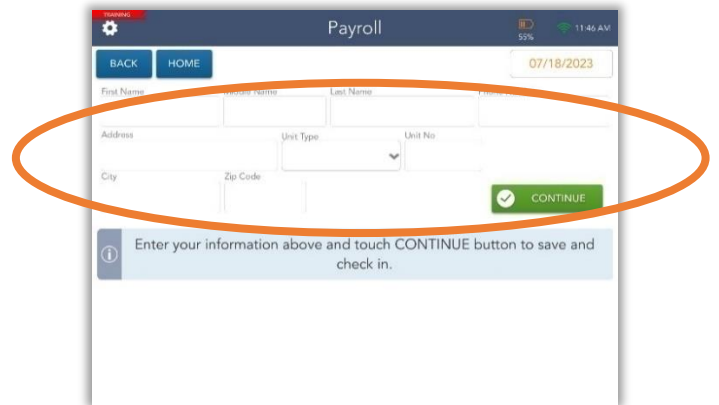 TRAINING
Payroll
55%
11:46 AM
BACK
HOME
07/18/2023
First Name
Middle Name
Last Name
Address
Unit Type
Unit No
City
Zip Code
CONTINUE
Enter your information above and touch CONTINUE button to save and
check in.